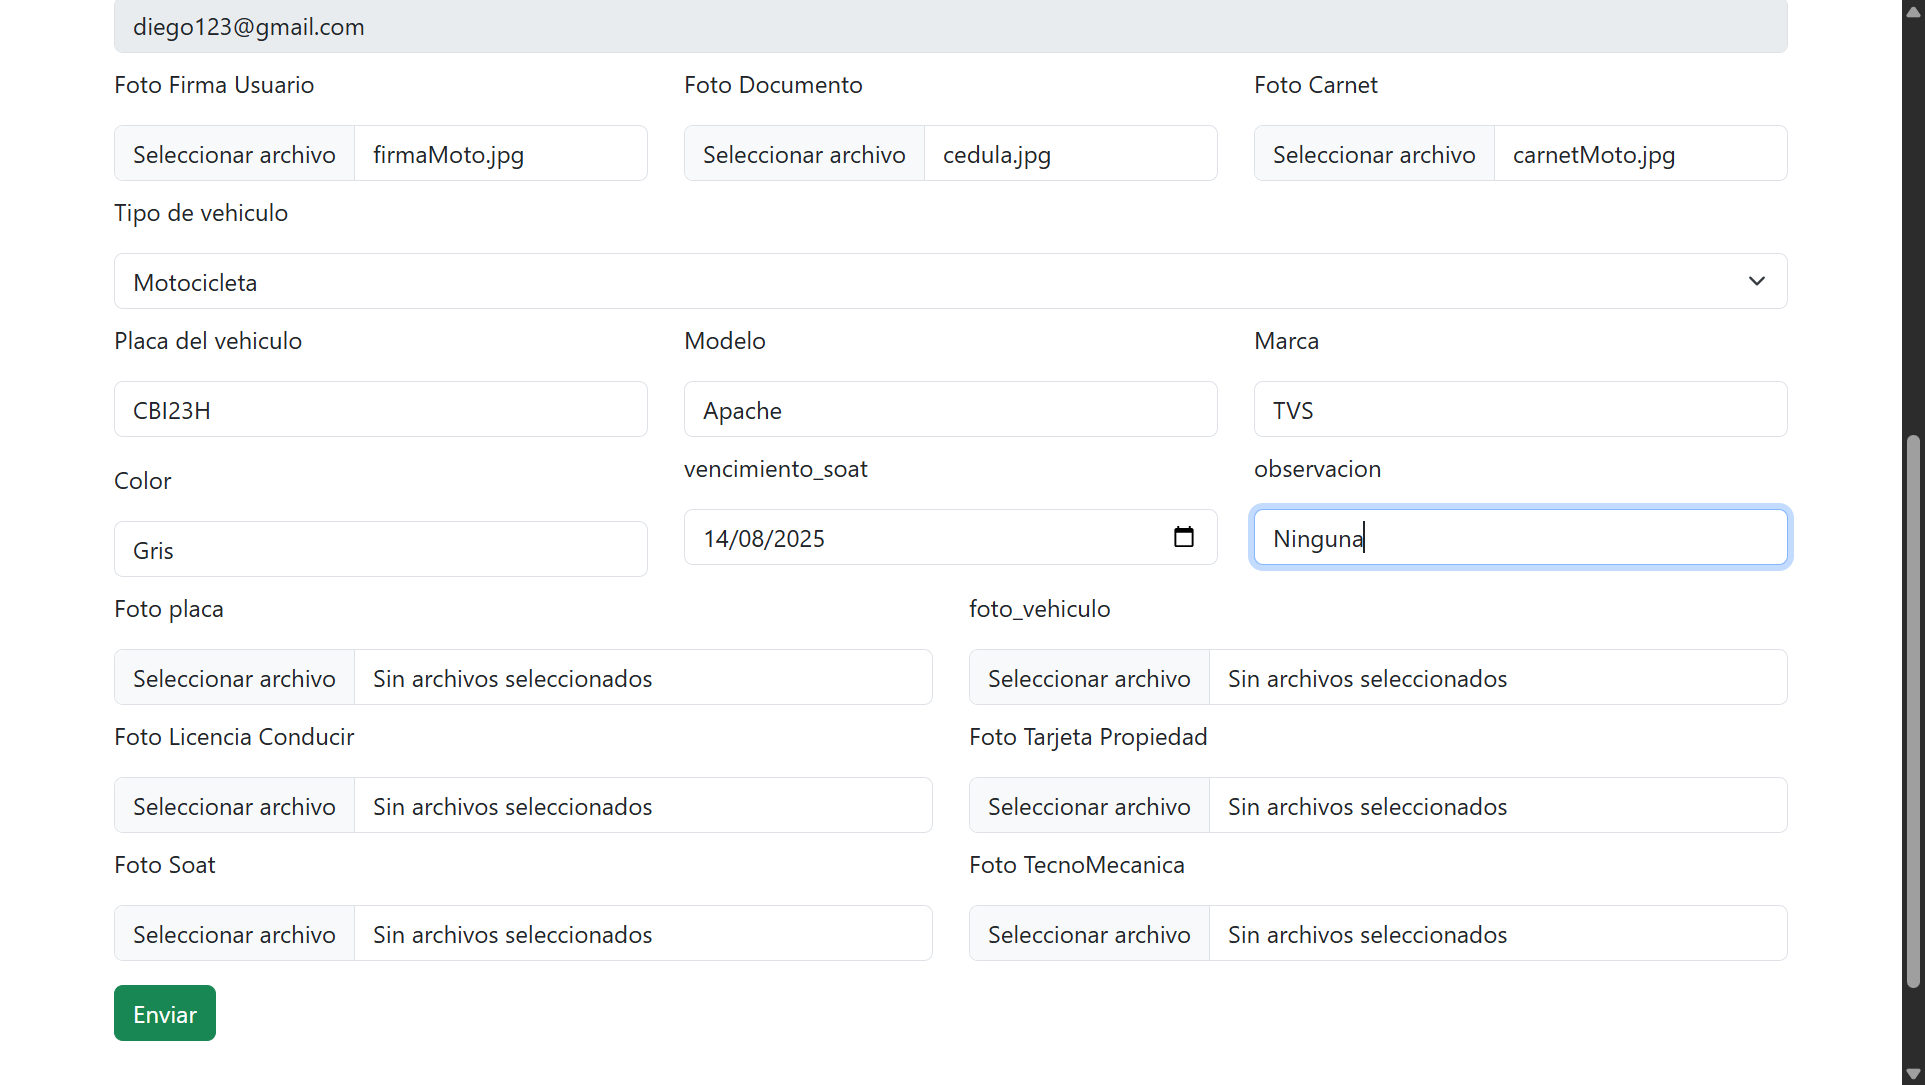 diego123@gmail.com
Foto Firma Usuario
Foto Documento
Foto Carnet
Seleccionar archivo firmaMoto.jpg
Seleccionar archivo cedula.jpg
Seleccionar archivo carnetMoto.jpg
Tipo de vehiculo
Motocicleta
Placa del vehiculo
Modelo
Marca
CBI23H
Apache
TVS
Color
vencimiento_soat
observacion
Gris
14/08/2025
Ninguna
Foto placa
foto_vehiculo
Seleccionar archivo Sin archivos seleccionados
Seleccionar archivo Sin archivos seleccionados
Foto Licencia Conducir
Foto Tarjeta Propiedad
Seleccionar archivo Sin archivos seleccionados
Seleccionar archivo Sin archivos seleccionados
Foto Soat
Foto TecnoMecanica
Seleccionar archivo Sin archivos seleccionados
Seleccionar archivo Sin archivos seleccionados
Enviar